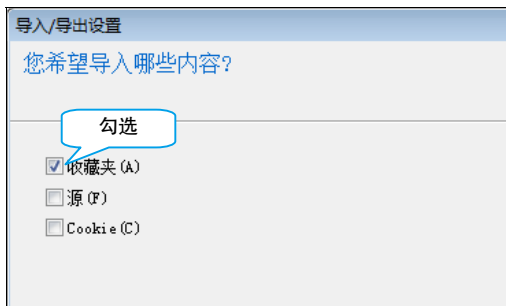 导入/导出设置
您希望导入哪些内容?
勾选
收藏夹(A)
源(F)
Cookie(C)